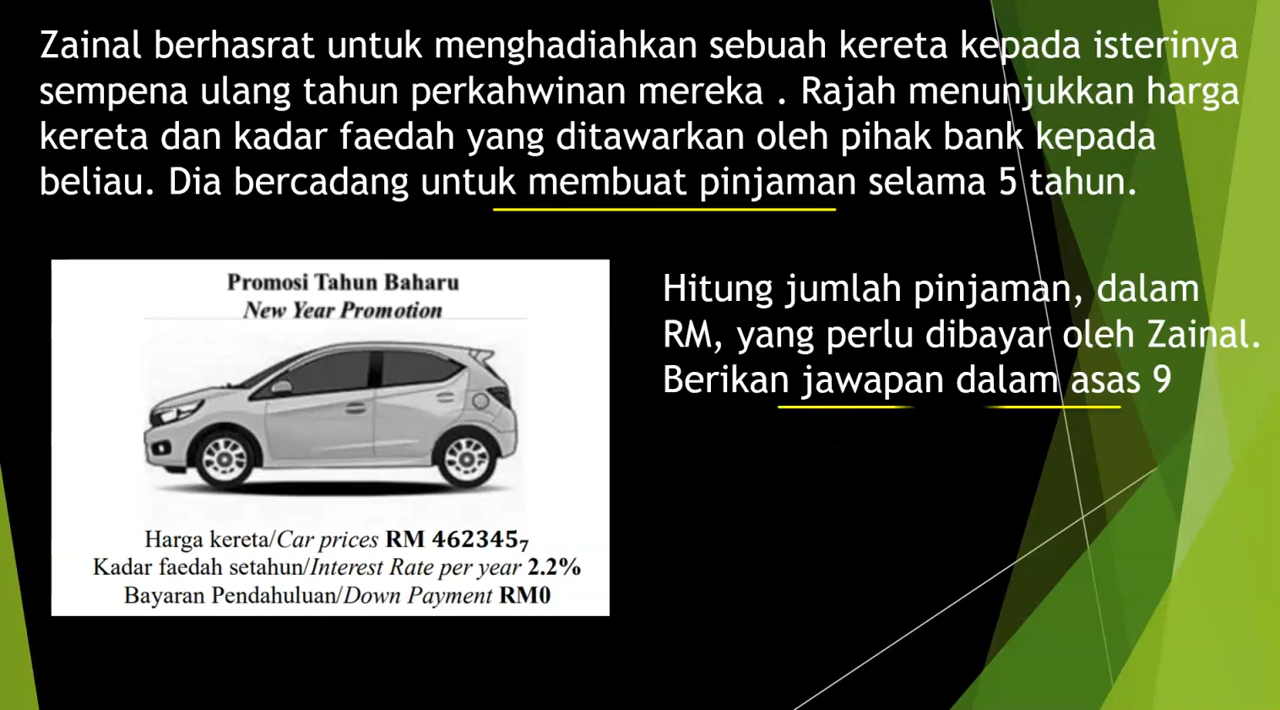 Zainal berhasrat untuk menghadiahkan sebuah kereta kepada isterinya
sempena ulang tahun perkahwinan mereka . Rajah menunjukkan harga
kereta dan kadar faedah yang ditawarkan oleh pihak bank kepada
beliau. Dia bercadang untuk membuat pinjaman selama 5 tahun.
Promosi Tahun Baharu
New Year Promotion
Harga kereta/Car prices RM 462345₇
Kadar faedah setahun/Interest Rate per year 2.2%
Bayaran Pendahuluan/Down Payment RM0
Hitung jumlah pinjaman, dalam
RM, yang perlu dibayar oleh Zainal.
Berikan jawapan dalam asas 9